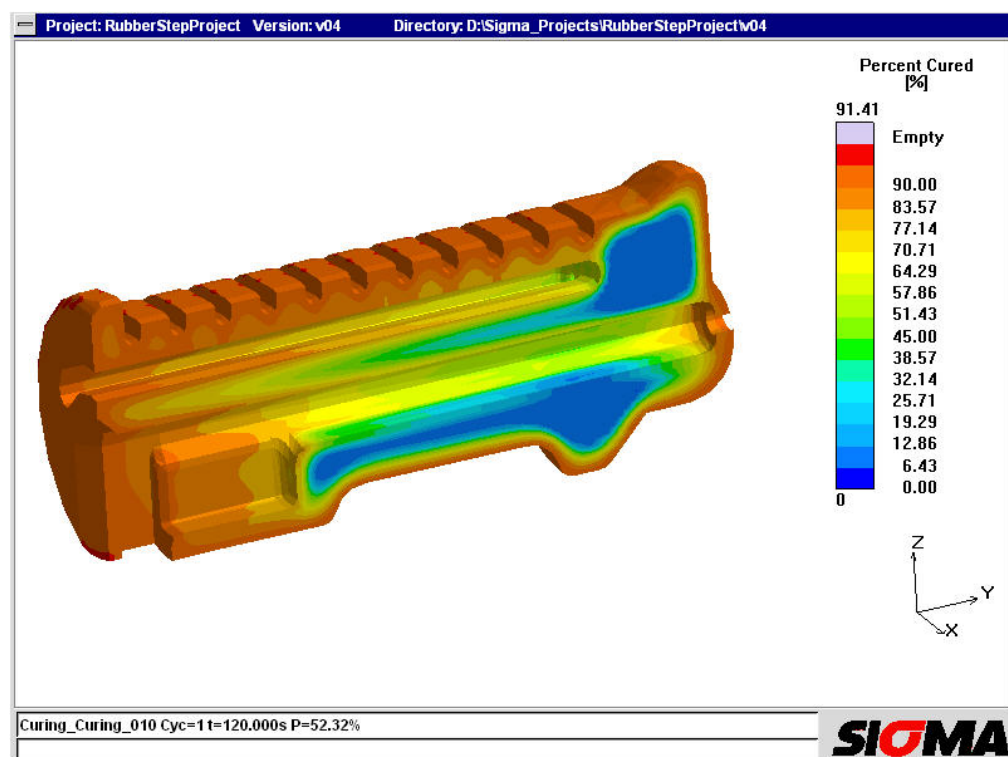 Project: RubberStepProject Version: v04 Directory: D:\Sigma_Projects\RubberStepProject\v04
Percent Cured
[%]
91.41
Empty
90.00
83.57
77.14
70.71
64.29
57.86
51.43
45.00
38.57
32.14
25.71
19.29
12.86
6.43
0.00
0
Z
Y
X
Curing_Curing_010 Cyc=1 t=120.000s P=52.32%
SIGMA